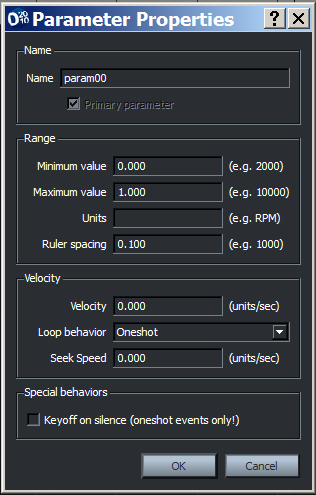 Parameter Properties
Name
Name param00
Primary parameter
Range
Minimum value 0.000 (e.g. 2000)
Maximum value 1.000 (e.g. 10000)
Units (e.g. RPM)
Ruler spacing 0.100 (e.g. 1000)
Velocity
Velocity 0.000 (units/sec)
Loop behavior Oneshot
Seek Speed 0.000 (units/sec)
Special behaviors
Keyoff on silence (oneshot events only!)
OK Cancel